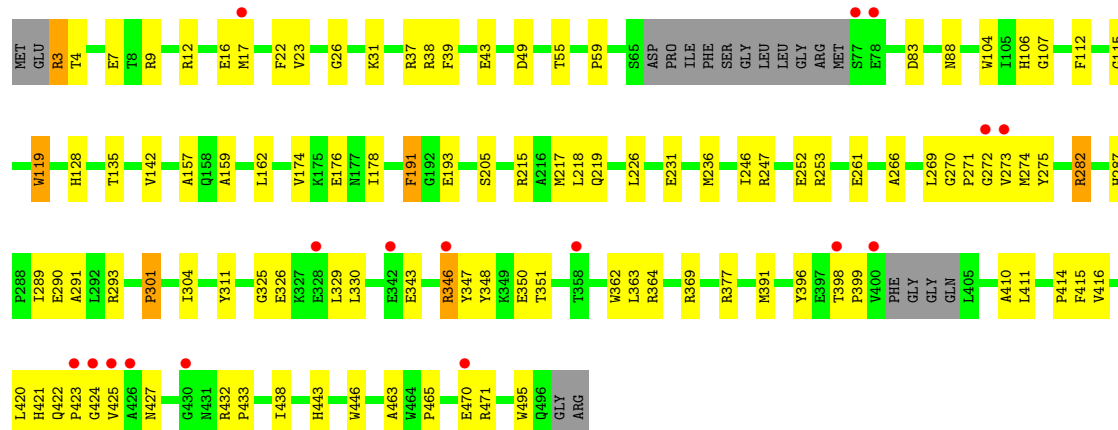 MET GLU R3 T4 E7 T8 R9 R12 E16 M17 F22 V23 G26 K31 R37 R38 F39 E43 D49 T55 P59 S65 ASP PRO ILE PHE SER GLY LEU LEU GLY ARG MET S77 E78 D83 N88 W104 I105 H106 G107 F112
W119 H128 T135 V142 A157 Q158 A159 L162 V174 K175 E176 N177 I178 F191 G192 E193 S205 R215 A216 M217 L218 Q219 L226 E231 M236 I246 R247 E252 R253 E261 A266 L269 G270 P271 G272 V273 M274 Y275 R282 H287
P288 I289 E290 A291 L292 R293 P301 I304 Y311 G325 E326 K327 E328 L329 L330 E342 E343 R346 Y347 Y348 K349 E350 T351 T358 W362 L363 R364 R369 R377 M391 Y396 E397 T398 P399 V400 PHE GLY GLY GLN L405 A410 L411 P414 F415 V416
L420 H421 Q422 P423 G424 V425 A426 N427 G430 N431 R432 P433 I438 H443 W446 A463 W464 P465 E470 R471 W495 Q496 GLY ARG